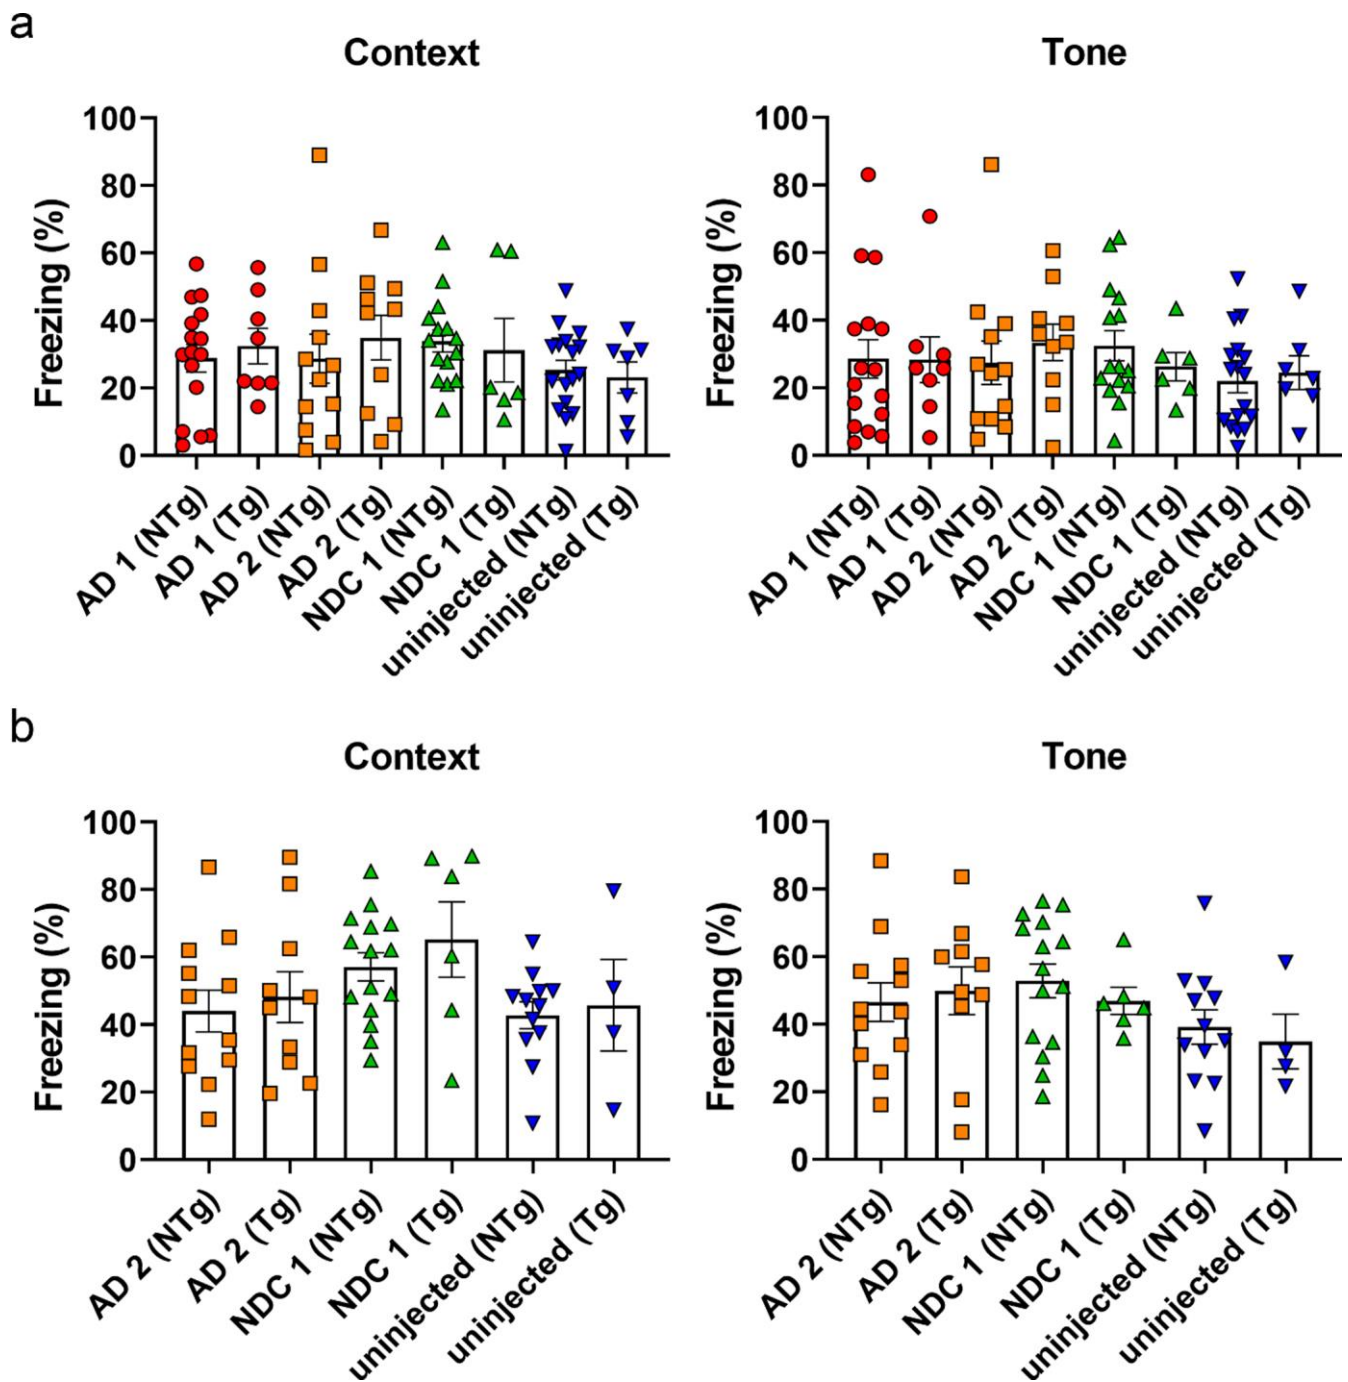 a
Context
Tone
Freezing (%)
100
80
60
40
20
0
AD 1 (NTg)
AD 1 (Tg)
AD 2 (NTg)
AD 2 (Tg)
NDC 1 (NTg)
NDC 1 (Tg)
uninjected (NTg)
uninjected (Tg)
Freezing (%)
100
80
60
40
20
0
AD 1 (NTg)
AD 1 (Tg)
AD 2 (NTg)
AD 2 (Tg)
NDC 1 (NTg)
NDC 1 (Tg)
uninjected (NTg)
uninjected (Tg)
b
Context
Tone
Freezing (%)
100
80
60
40
20
0
AD 2 (NTg)
AD 2 (Tg)
NDC 1 (NTg)
NDC 1 (Tg)
uninjected (NTg)
uninjected (Tg)
Freezing (%)
100
80
60
40
20
0
AD 2 (NTg)
AD 2 (Tg)
NDC 1 (NTg)
NDC 1 (Tg)
uninjected (NTg)
uninjected (Tg)